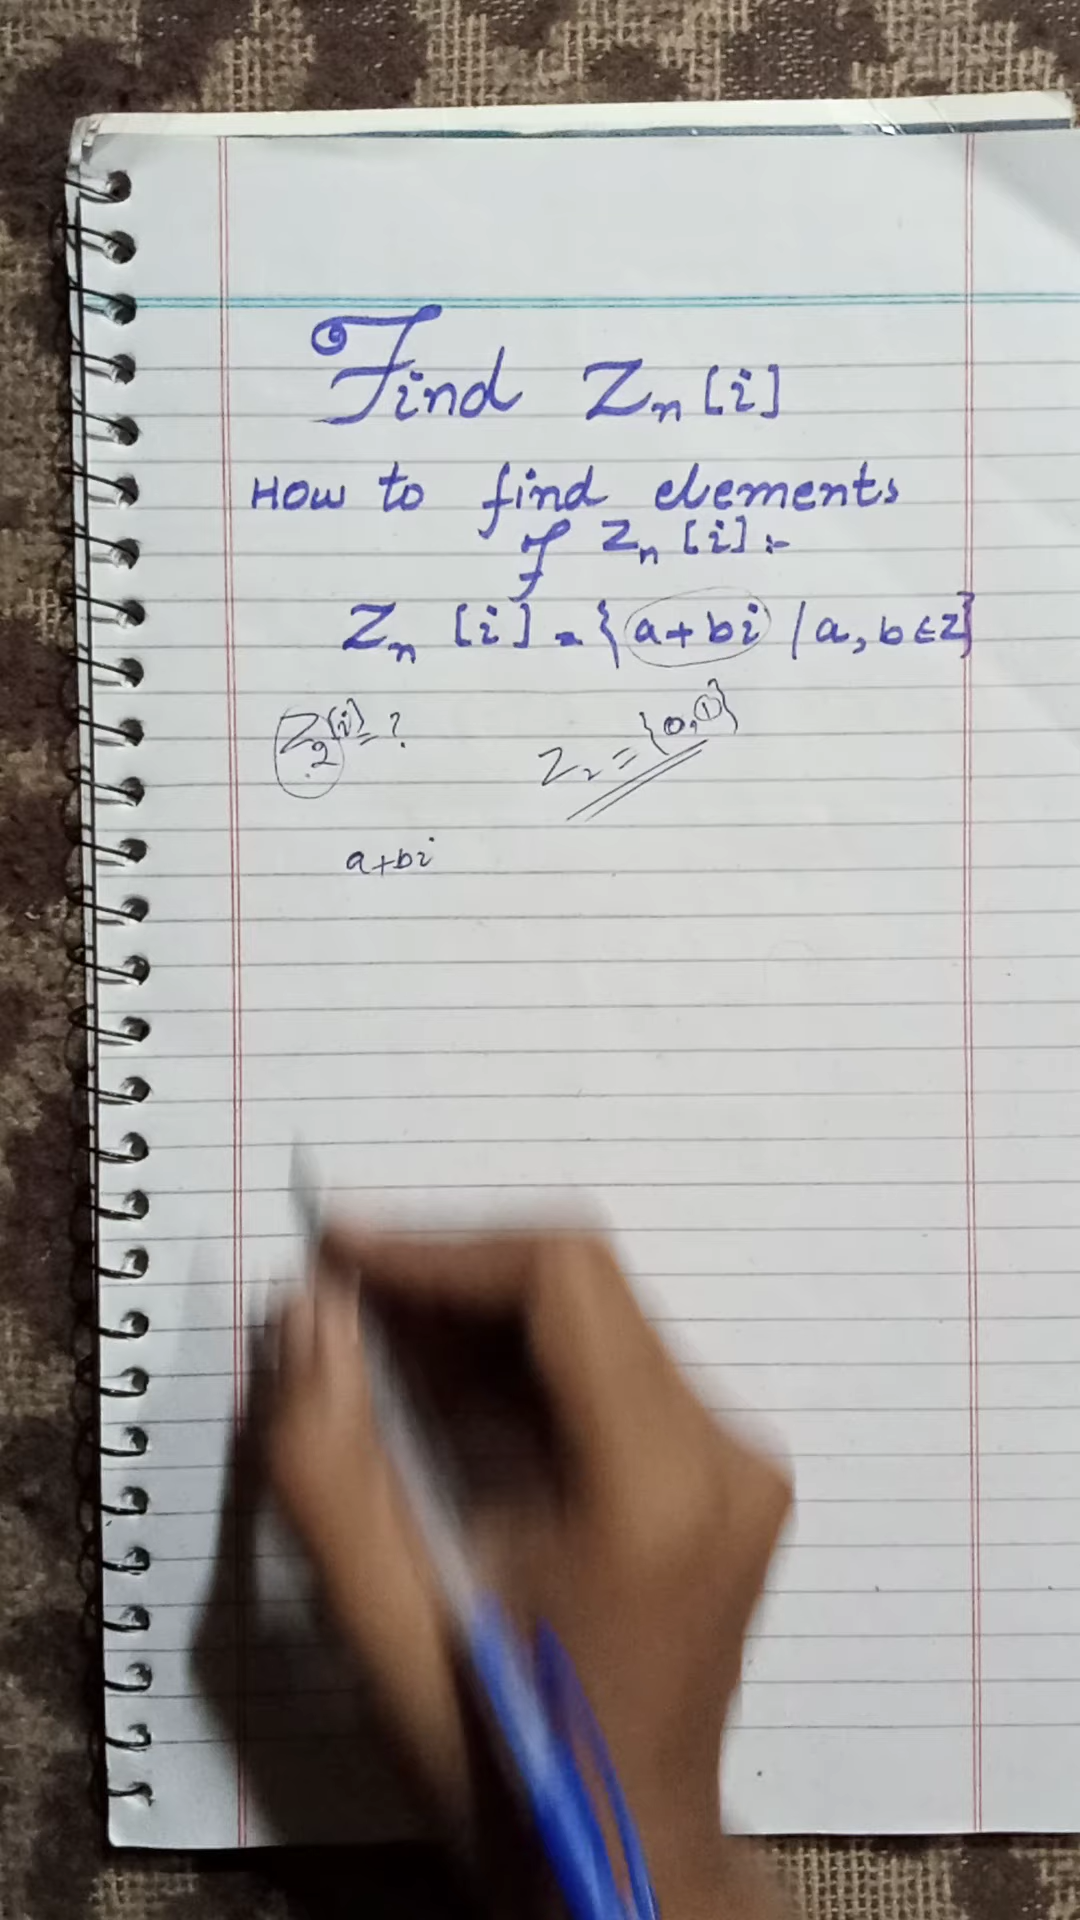 Find Zn [i]
How to find elements
of Zn [i] :-
Zn [i] = { a+bi / a, b ∈ Z}
Z2[i] = ? Z2 = {0, 1}
a+bi